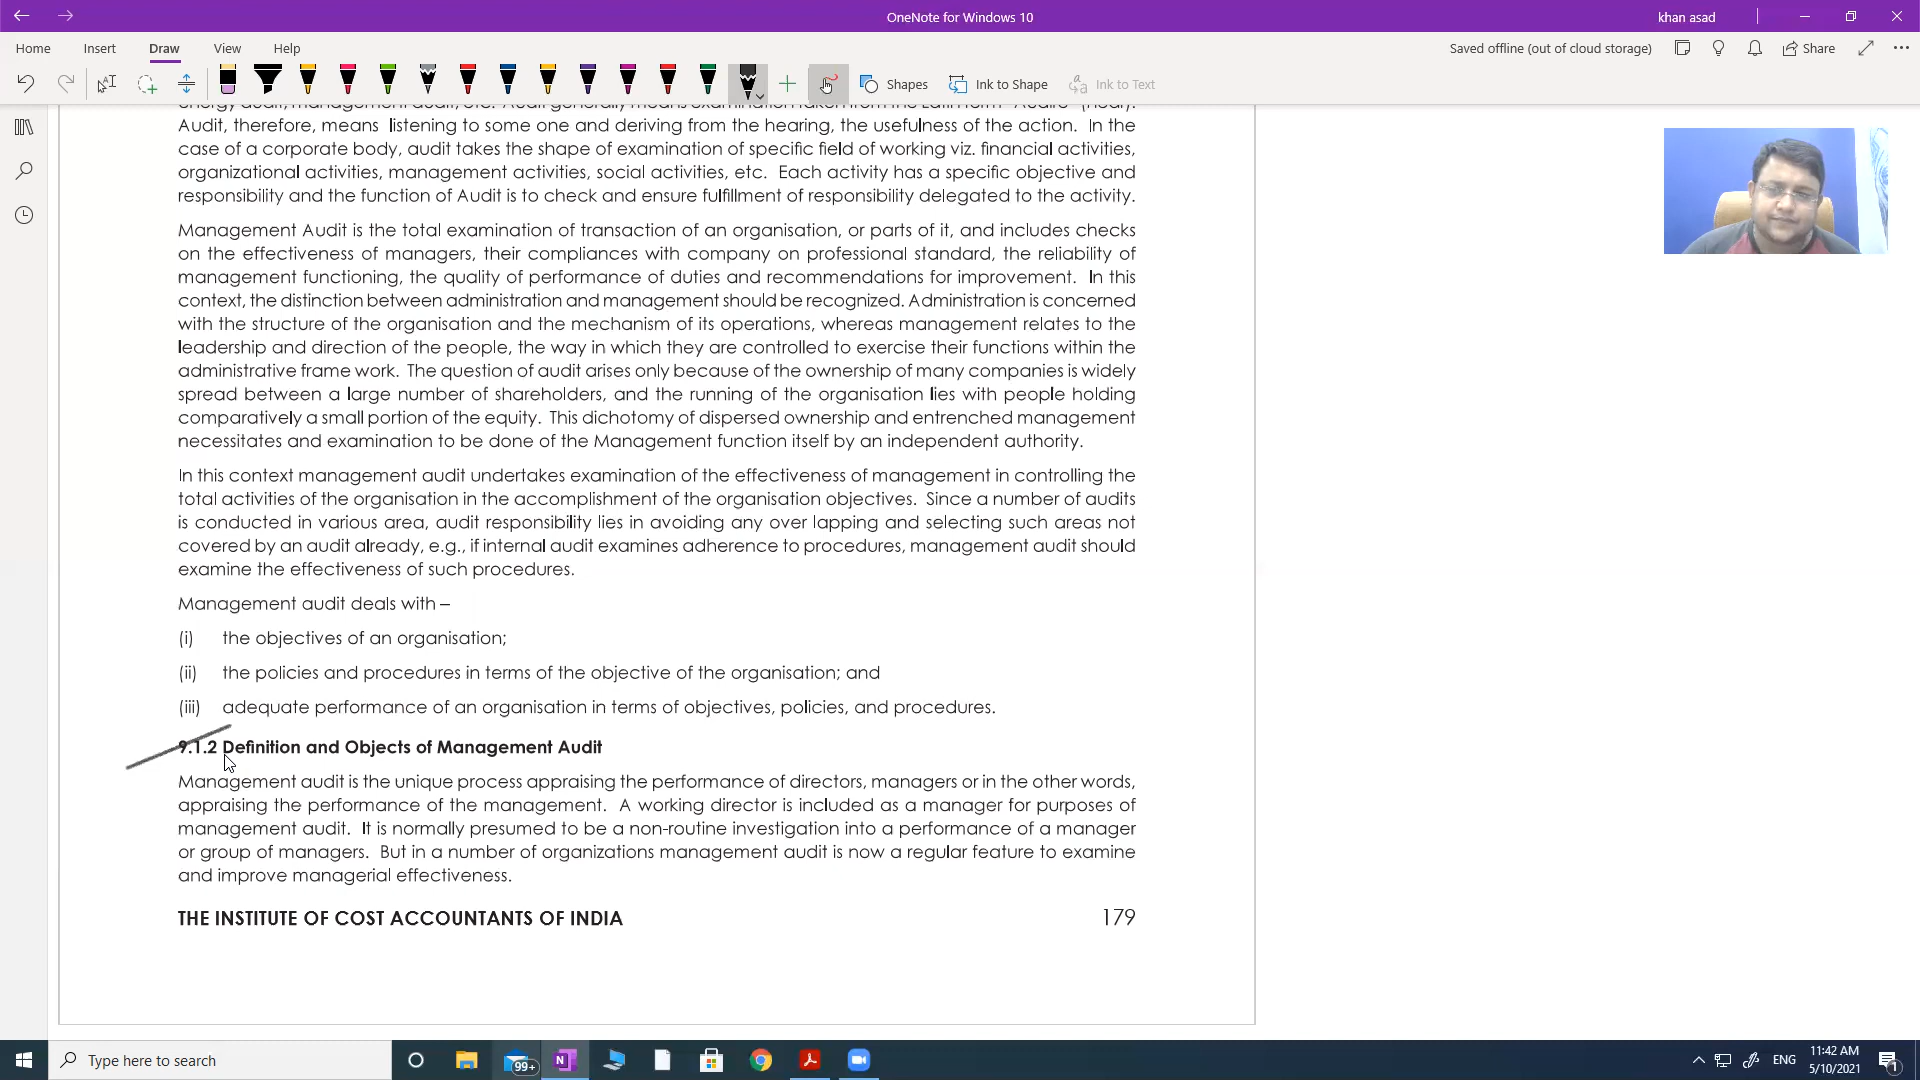 OneNote for Windows 10
khan asad
Home Insert Draw View Help
Saved offline (out of cloud storage)
Share
Shapes
Ink to Shape
Ink to Text
energy audit, management audit, etc. Audit generally means examination taken from the Latin form "Audire" (hear).
Audit, therefore, means listening to some one and deriving from the hearing, the usefulness of the action. In the
case of a corporate body, audit takes the shape of examination of specific field of working viz. financial activities,
organizational activities, management activities, social activities, etc. Each activity has a specific objective and
responsibility and the function of Audit is to check and ensure fulfillment of responsibility delegated to the activity.
Management Audit is the total examination of transaction of an organisation, or parts of it, and includes checks
on the effectiveness of managers, their compliances with company on professional standard, the reliability of
management functioning, the quality of performance of duties and recommendations for improvement. In this
context, the distinction between administration and management should be recognized. Administration is concerned
with the structure of the organisation and the mechanism of its operations, whereas management relates to the
leadership and direction of the people, the way in which they are controlled to exercise their functions within the
administrative frame work. The question of audit arises only because of the ownership of many companies is widely
spread between a large number of shareholders, and the running of the organisation lies with people holding
comparatively a small portion of the equity. This dichotomy of dispersed ownership and entrenched management
necessitates and examination to be done of the Management function itself by an independent authority.
In this context management audit undertakes examination of the effectiveness of management in controlling the
total activities of the organisation in the accomplishment of the organisation objectives. Since a number of audits
is conducted in various area, audit responsibility lies in avoiding any over lapping and selecting such areas not
covered by an audit already, e.g., if internal audit examines adherence to procedures, management audit should
examine the effectiveness of such procedures.
Management audit deals with –
(i) the objectives of an organisation;
(ii) the policies and procedures in terms of the objective of the organisation; and
(iii) adequate performance of an organisation in terms of objectives, policies, and procedures.
9.1.2 Definition and Objects of Management Audit
Management audit is the unique process appraising the performance of directors, managers or in the other words,
appraising the performance of the management. A working director is included as a manager for purposes of
management audit. It is normally presumed to be a non-routine investigation into a performance of a manager
or group of managers. But in a number of organizations management audit is now a regular feature to examine
and improve managerial effectiveness.
THE INSTITUTE OF COST ACCOUNTANTS OF INDIA 179
Type here to search
99+
ENG
11:42 AM
5/10/2021
1